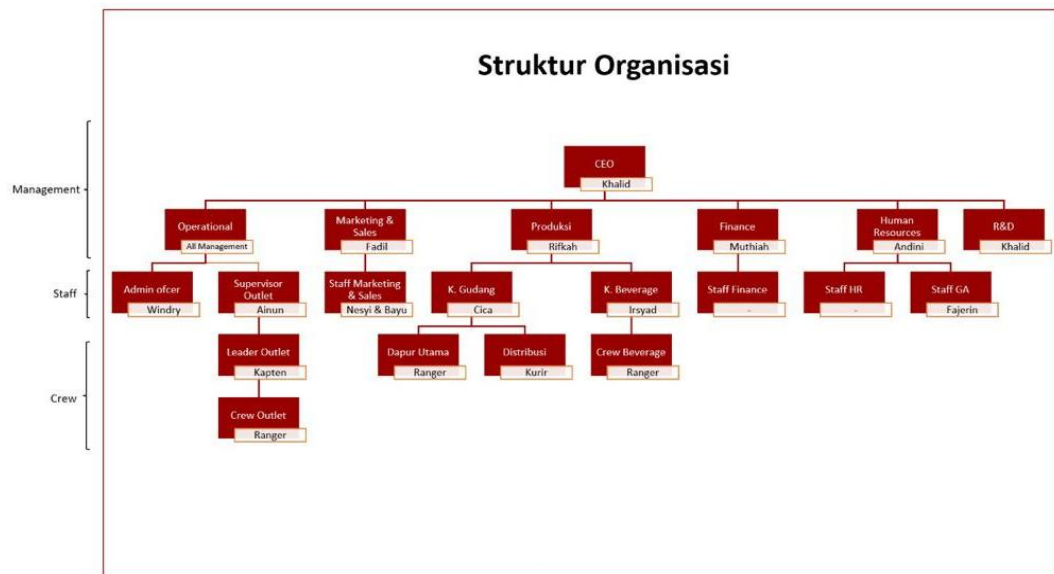 Struktur Organisasi
Management
CEO
Khalid
Operational
All Management
Marketing &
Sales
Fadil
Produksi
Rifkah
Finance
Muthiah
Human
Resources
Andini
R&D
Khalid
Staff
Admin ofcer
Windry
Supervisor
Outlet
Ainun
Staff Marketing
& Sales
Nesyi & Bayu
K. Gudang
Cica
K. Beverage
Irsyad
Staff Finance
-
Staff HR
-
Staff GA
Fajerin
Crew
Leader Outlet
Kapten
Dapur Utama
Ranger
Distribusi
Kurir
Crew Beverage
Ranger
Crew Outlet
Ranger